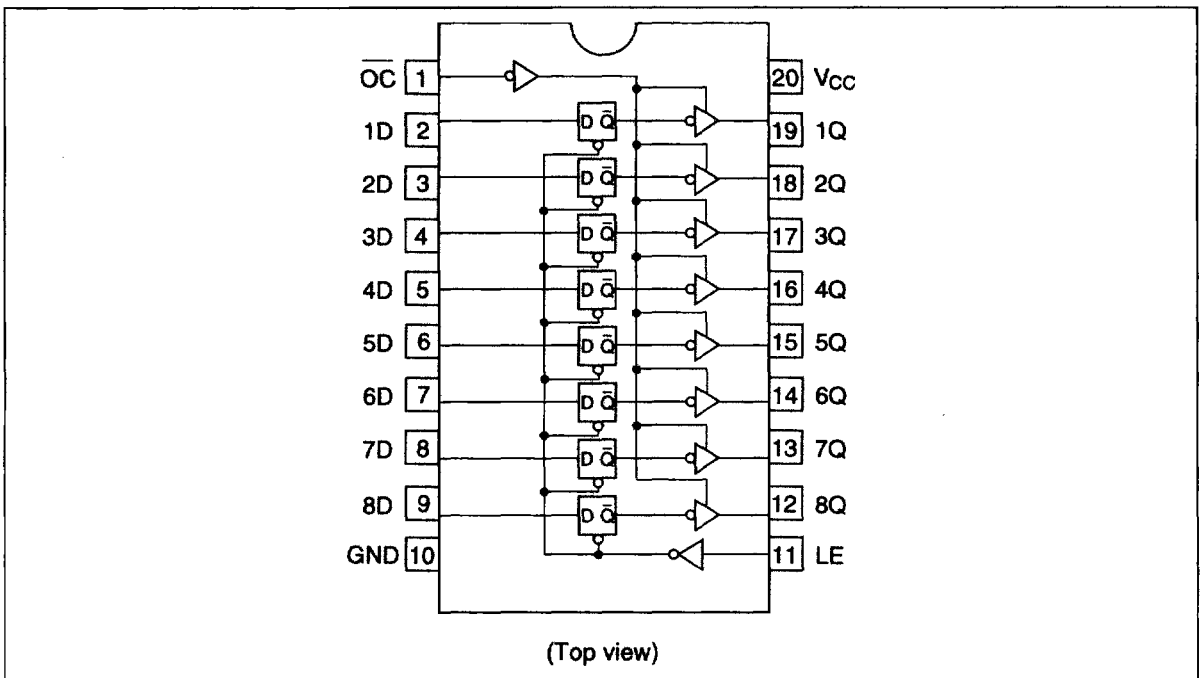 O̅C̅ 1 20 VCC
D Q̅
1D 2 19 1Q
D Q̅
2D 3 18 2Q
D Q̅
3D 4 17 3Q
D Q̅
4D 5 16 4Q
D Q̅
5D 6 15 5Q
D Q̅
6D 7 14 6Q
D Q̅
7D 8 13 7Q
D Q̅
8D 9 12 8Q
GND 10 11 LE
(Top view)